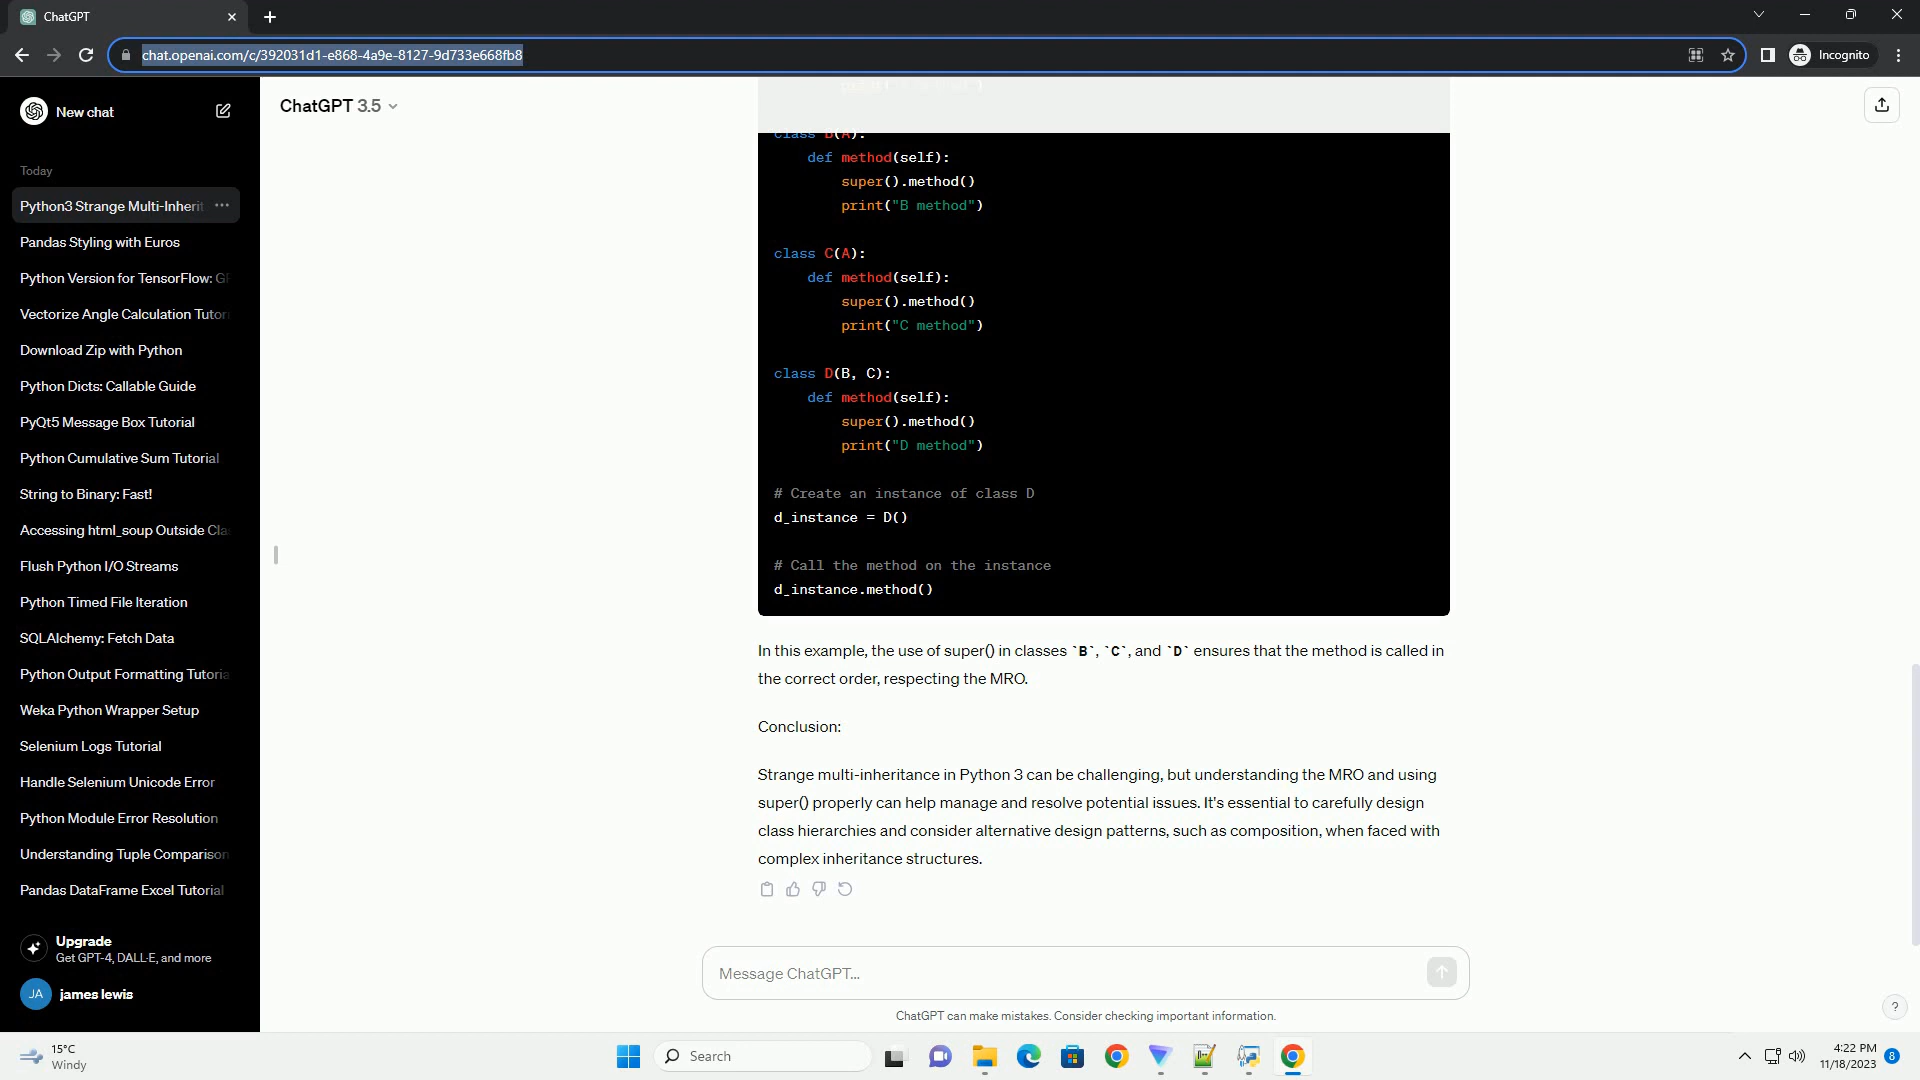 ChatGPT
chat.openai.com/c/392031d1-e868-4a9e-8127-9d733e668fb8
Incognito
New chat
ChatGPT 3.5
Today
Python3 Strange Multi-Inherit
Pandas Styling with Euros
Python Version for TensorFlow: GP
Vectorize Angle Calculation Tutor
Download Zip with Python
Python Dicts: Callable Guide
PyQt5 Message Box Tutorial
Python Cumulative Sum Tutorial
String to Binary: Fast!
Accessing html_soup Outside Cla
Flush Python I/O Streams
Python Timed File Iteration
SQLAlchemy: Fetch Data
Python Output Formatting Tutoria
Weka Python Wrapper Setup
Selenium Logs Tutorial
Handle Selenium Unicode Error
Python Module Error Resolution
Understanding Tuple Comparison
Pandas DataFrame Excel Tutorial
Upgrade
Get GPT-4, DALL·E, and more
JA
james lewis
class B(A):
def method(self):
super().method()
print("B method")
class C(A):
def method(self):
super().method()
print("C method")
class D(B, C):
def method(self):
super().method()
print("D method")
# Create an instance of class D
d_instance = D()
# Call the method on the instance
d_instance.method()
In this example, the use of super() in classes `B`, `C`, and `D` ensures that the method is called in
the correct order, respecting the MRO.
Conclusion:
Strange multi-inheritance in Python 3 can be challenging, but understanding the MRO and using
super() properly can help manage and resolve potential issues. It's essential to carefully design
class hierarchies and consider alternative design patterns, such as composition, when faced with
complex inheritance structures.
Message ChatGPT...
ChatGPT can make mistakes. Consider checking important information.
?
15°C
Windy
Search
4:22 PM
11/18/2023
8